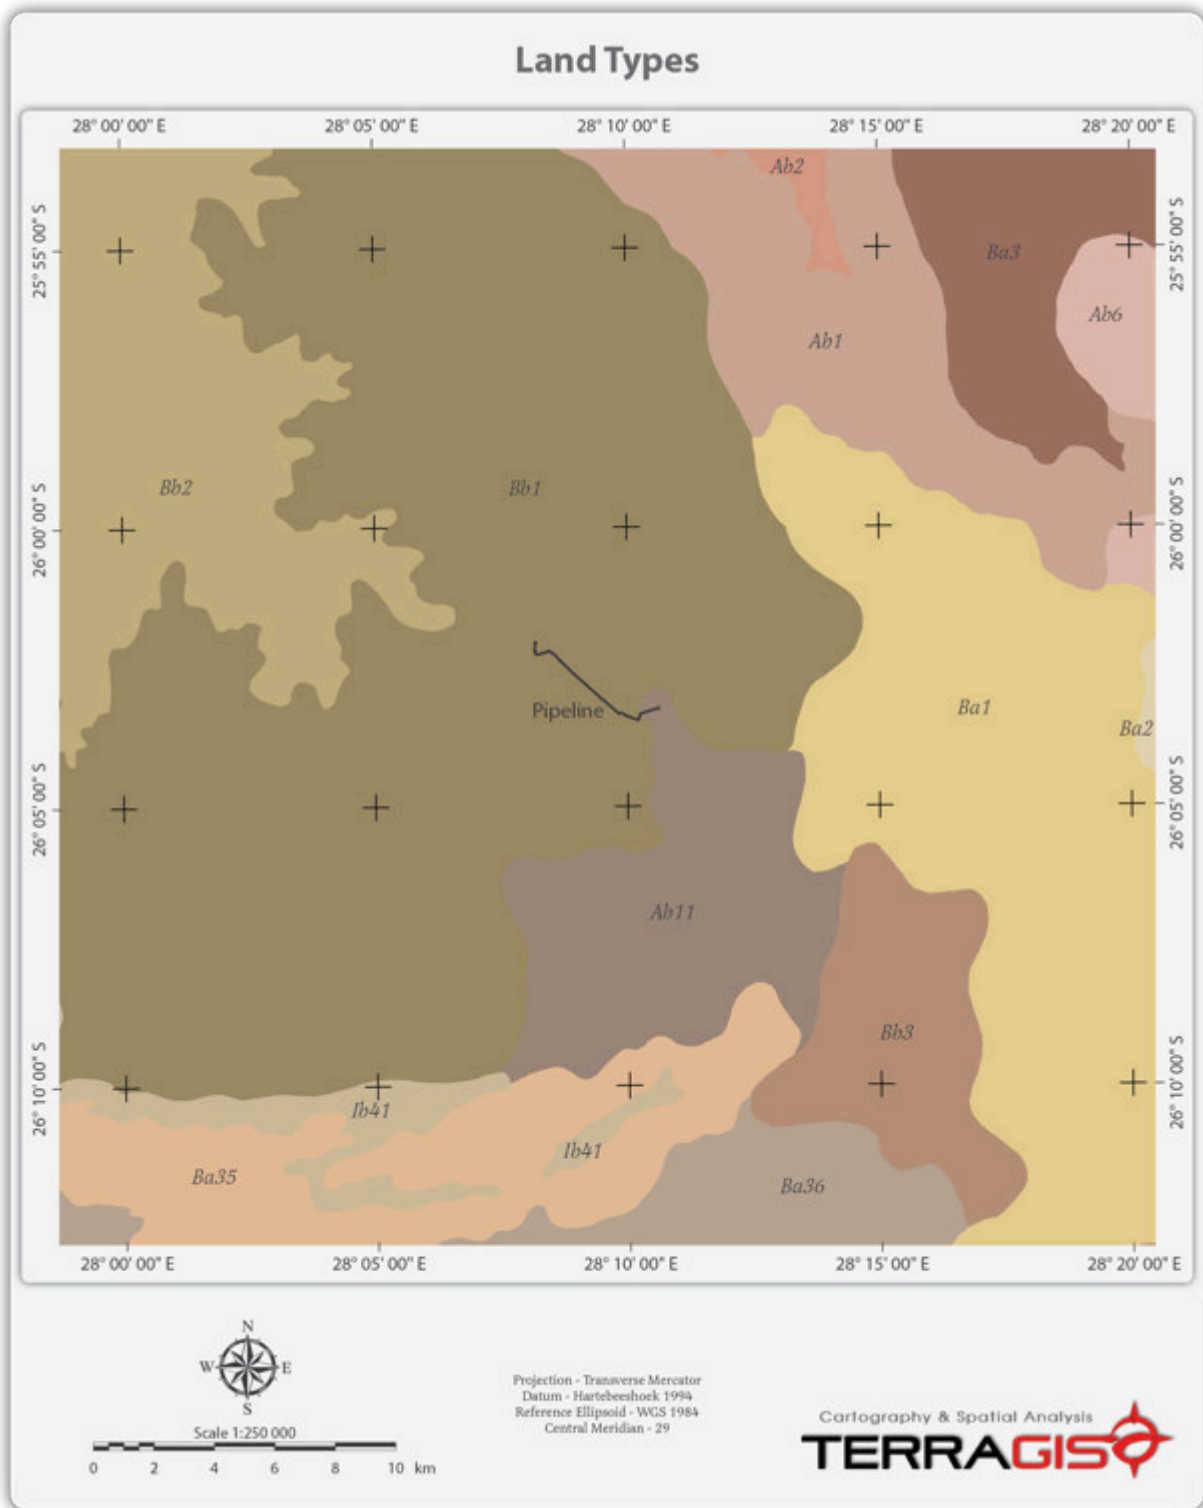 Land Types
28° 00' 00" E 28° 05' 00" E 28° 10' 00" E 28° 15' 00" E 28° 20' 00" E
25° 55' 00" S
26° 00' 00" S
26° 05' 00" S
26° 10' 00" S
Ab2
Ba3
Ab6
Ab1
Bb2
Bb1
Pipeline
Ba1
Ba2
Ab11
Bb3
Ib41
Ib41
Ba35
Ba36
25° 55' 00" S
26° 00' 00" S
26° 05' 00" S
26° 10' 00" S
28° 00' 00" E 28° 05' 00" E 28° 10' 00" E 28° 15' 00" E 28° 20' 00" E
N
W E
S
Scale 1:250 000
0 2 4 6 8 10 km
Projection - Transverse Mercator
Datum - Hartebeeshoek 1994
Reference Ellipsoid - WGS 1984
Central Meridian - 29
Cartography & Spatial Analysis
TERRAGIS